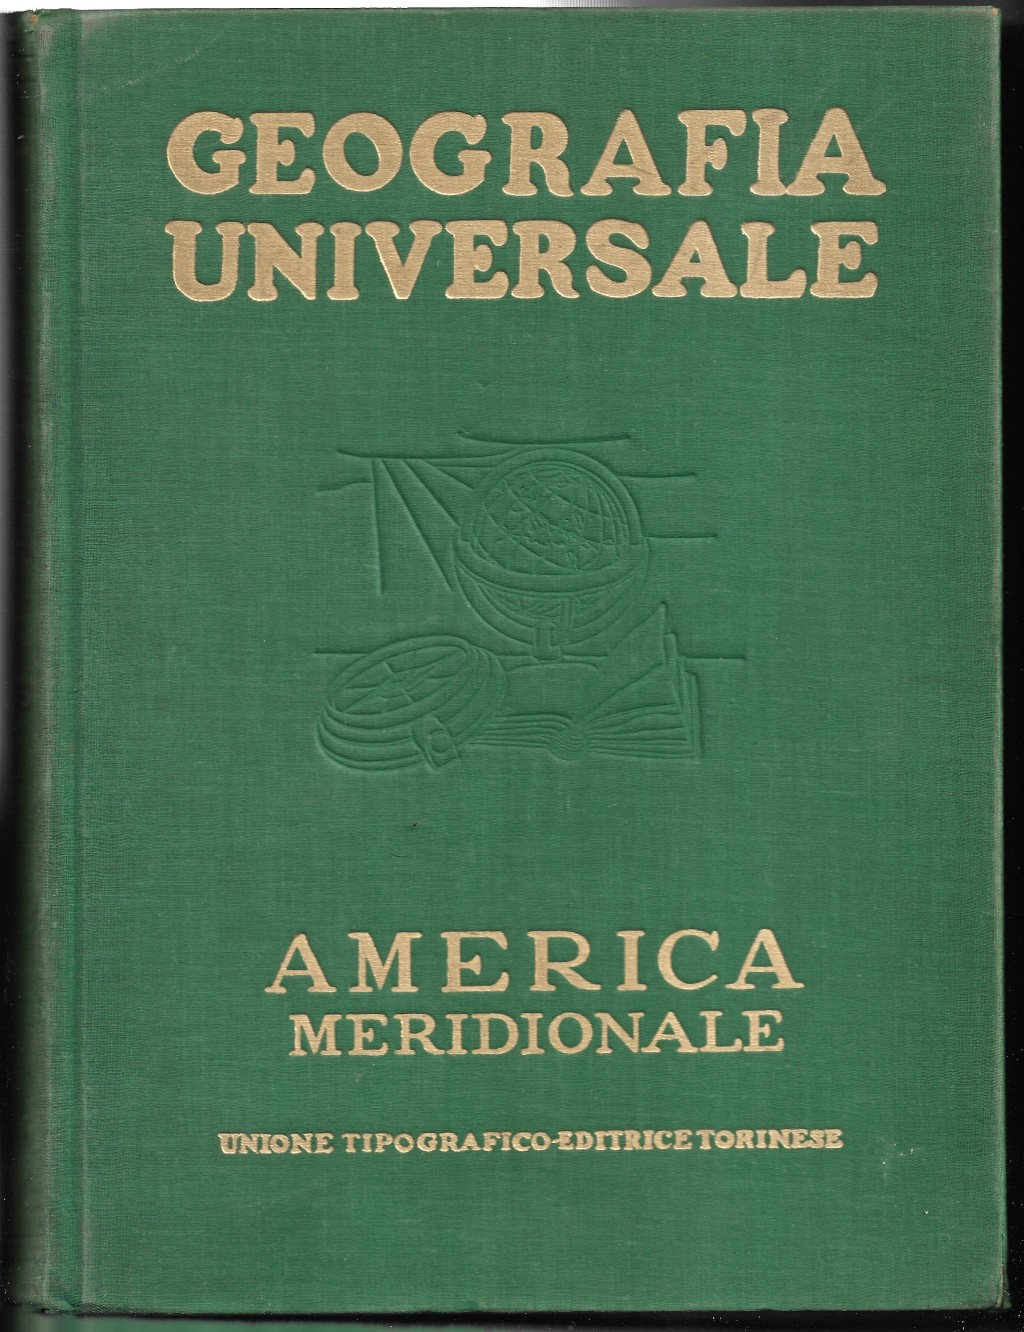 GEOGRAFIA
UNIVERSALE
AMERICA
MERIDIONALE
UNIONE TIPOGRAFICO-EDITRICE TORINESE